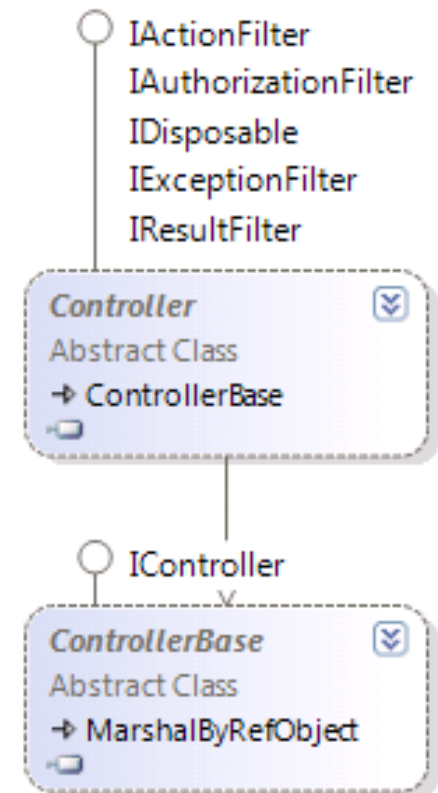 IActionFilter
IAuthorizationFilter
IDisposable
IExceptionFilter
IResultFilter
Controller
Abstract Class
ControllerBase
IController
ControllerBase
Abstract Class
MarshalByRefObject